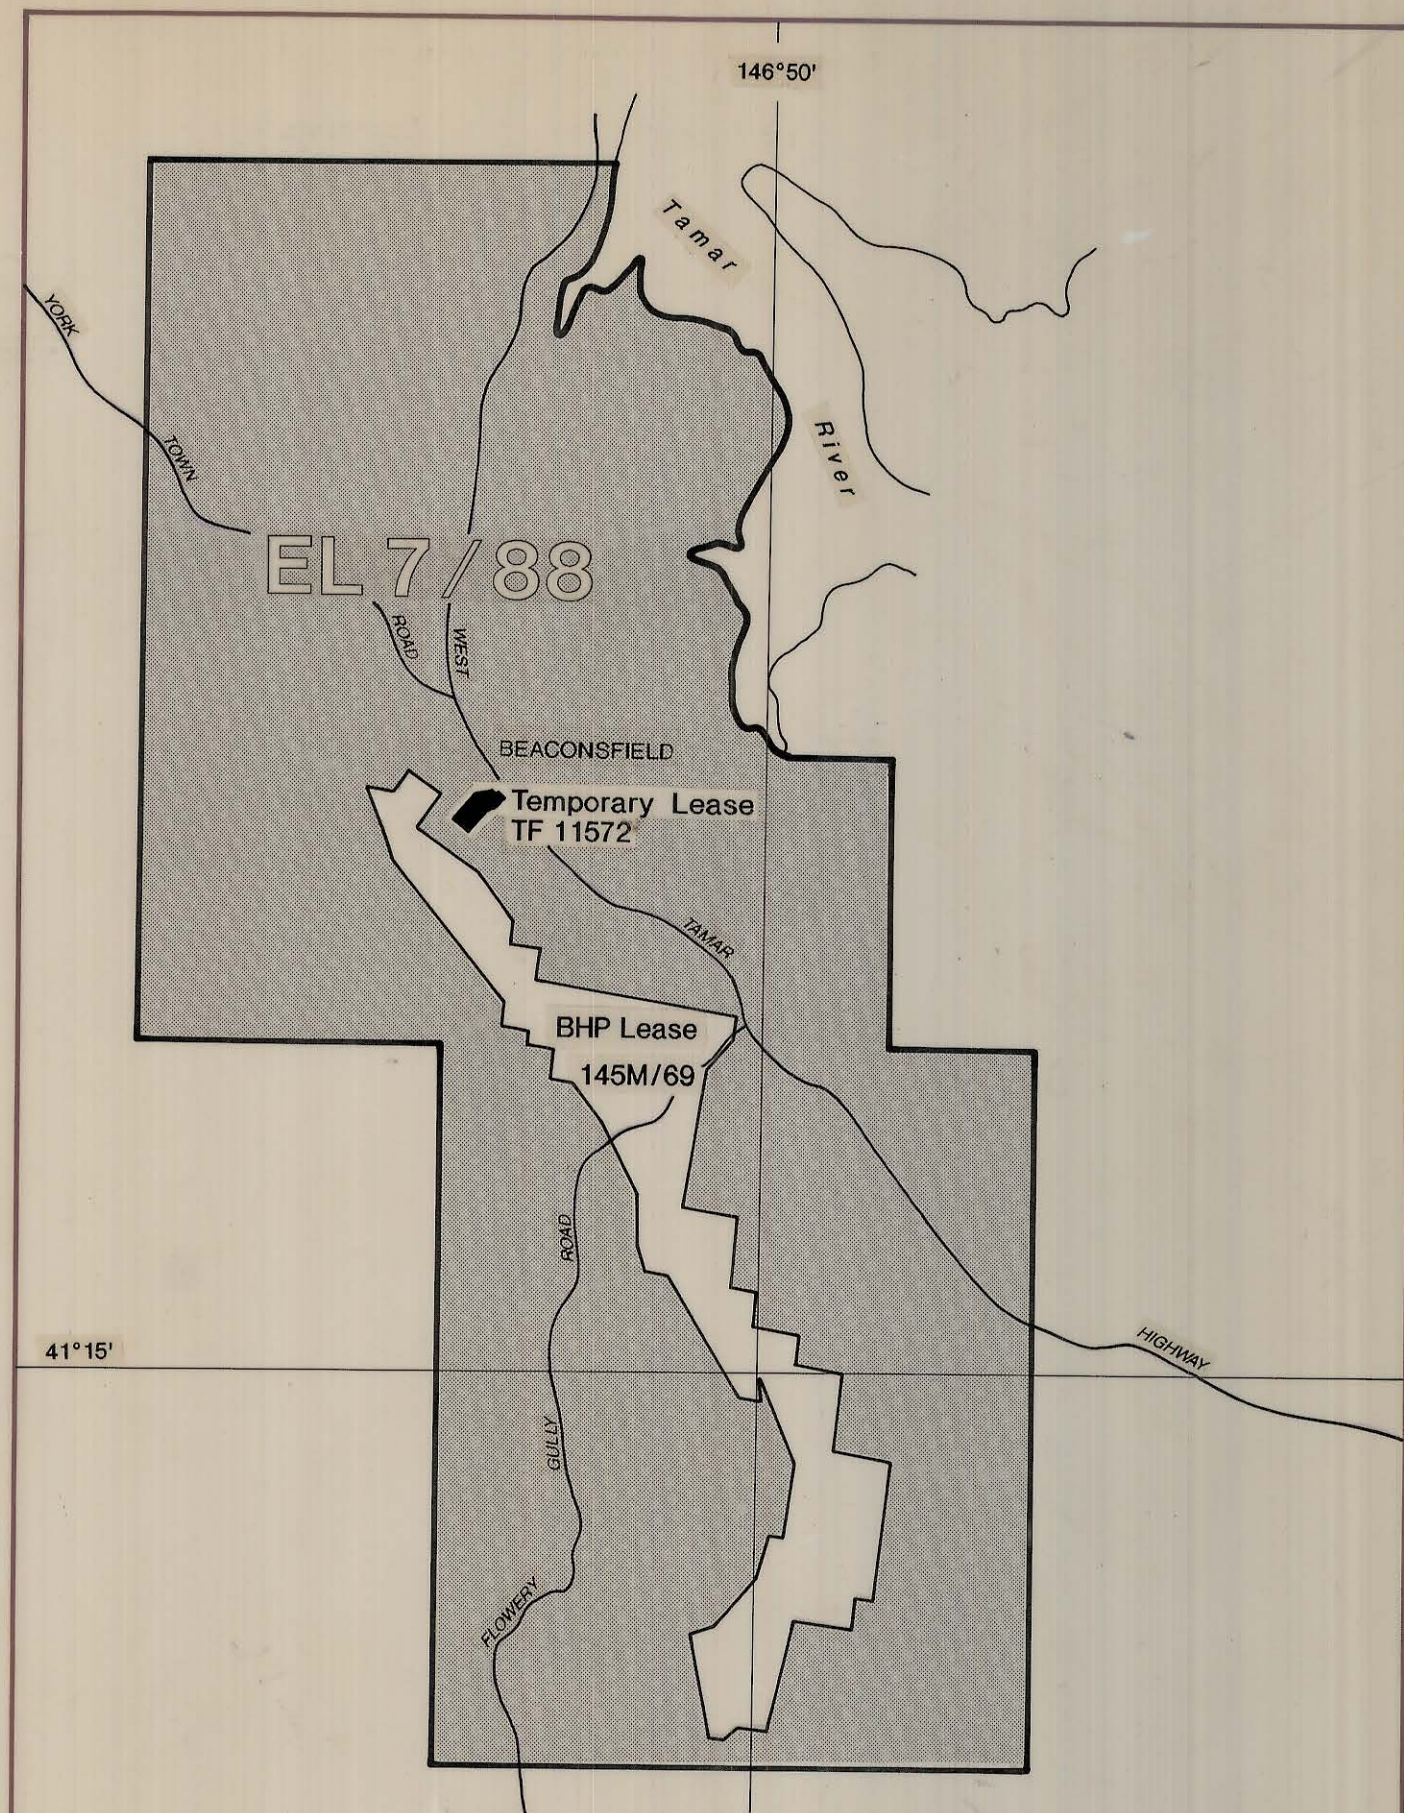 146°50'
Tamar
River
YORK
TOWN
EL 7/88
ROAD
WEST
BEACONSFIELD
Temporary Lease
TF 11572
TAMAR
BHP Lease
145M/69
ROAD
41°15'
HIGHWAY
GULLY
FLOWERY